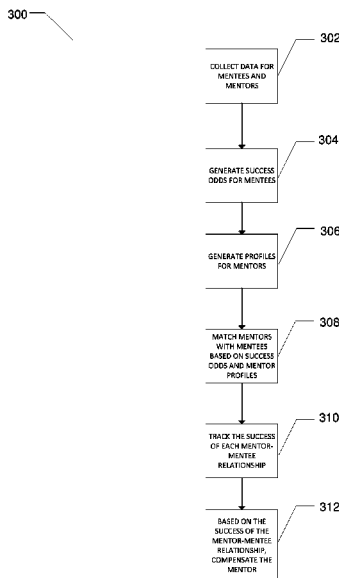 300
302
COLLECT DATA FOR
MENTEES AND
MENTORS
304
GENERATE SUCCESS
ODDS FOR MENTEES
306
GENERATE PROFILES
FOR MENTORS
308
MATCH MENTORS
WITH MENTEES
BASED ON SUCCESS
ODDS AND MENTOR
PROFILES
310
TRACK THE SUCCESS
OF EACH MENTOR-
MENTEE
RELATIONSHIP
312
BASED ON THE
SUCCESS OF THE
MENTOR-MENTEE
RELATIONSHIP,
COMPENSATE THE
MENTOR